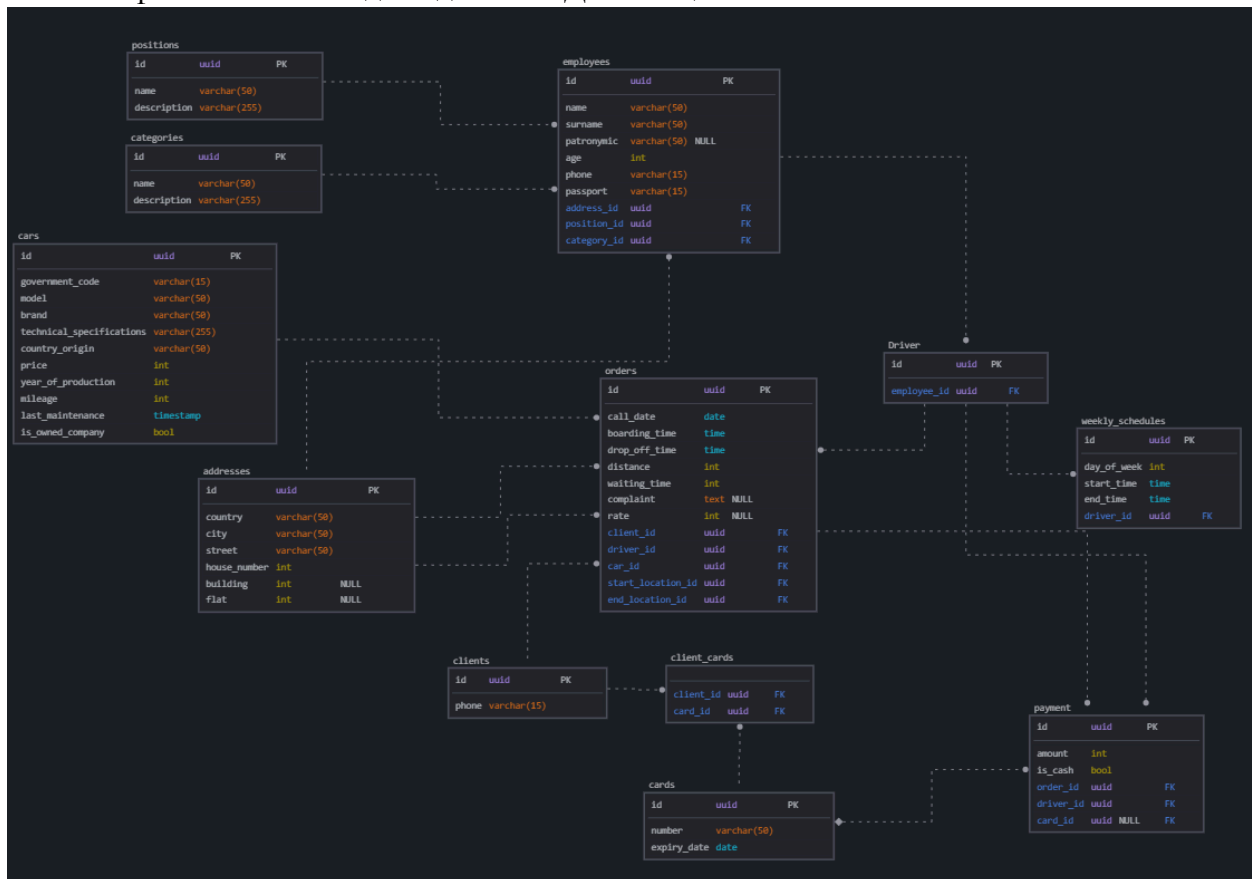 positions
id uuid PK
name varchar(50)
description varchar(255)
categories
id uuid PK
name varchar(50)
description varchar(255)
employees
id uuid PK
name varchar(50)
surname varchar(50)
patronymic varchar(50) NULL
age int
phone varchar(15)
passport varchar(15)
address_id uuid FK
position_id uuid FK
category_id uuid FK
cars
id uuid PK
government_code varchar(15)
model varchar(50)
brand varchar(50)
technical_specifications varchar(255)
country_origin varchar(50)
price int
year_of_production int
mileage int
last_maintenance timestamp
is_owned_company bool
Driver
id uuid PK
employee_id uuid FK
orders
id uuid PK
call_date date
boarding_time time
drop_off_time time
distance int
waiting_time int
complaint text NULL
rate int NULL
client_id uuid FK
driver_id uuid FK
car_id uuid FK
start_location_id uuid FK
end_location_id uuid FK
weekly_schedules
id uuid PK
day_of_week int
start_time time
end_time time
driver_id uuid FK
addresses
id uuid PK
country varchar(50)
city varchar(50)
street varchar(50)
house_number int
building int NULL
flat int NULL
clients
id uuid PK
phone varchar(15)
client_cards
client_id uuid FK
card_id uuid FK
payment
id uuid PK
amount int
is_cash bool
order_id uuid FK
driver_id uuid FK
card_id uuid NULL FK
cards
id uuid PK
number varchar(50)
expiry_date date